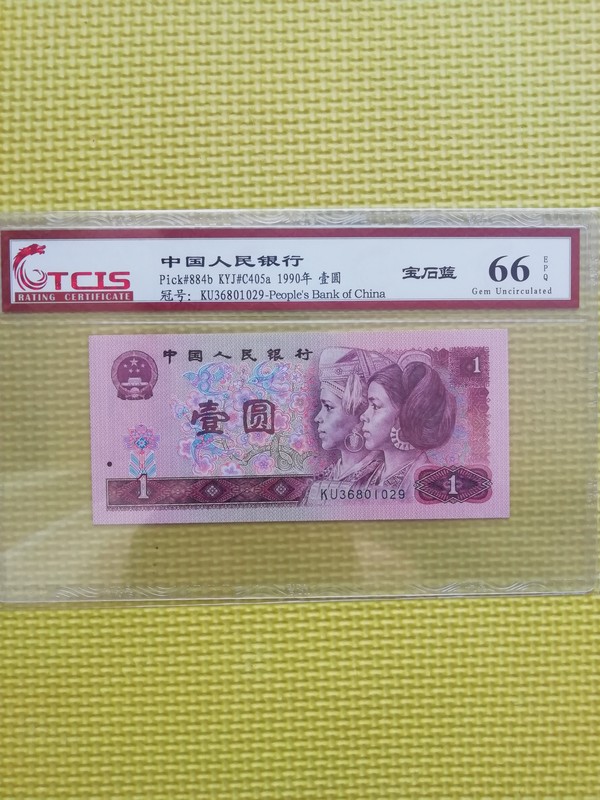 TCIS
RATING CERTIFICATE
中国人民银行
Pick#884b KYJ#C405a 1990年 壹圆
冠号: KU36801029-People's Bank of China
宝石蓝
66 EPQ
Gem Uncirculated
中国人民银行
1
壹圆
1
KU36801029
1